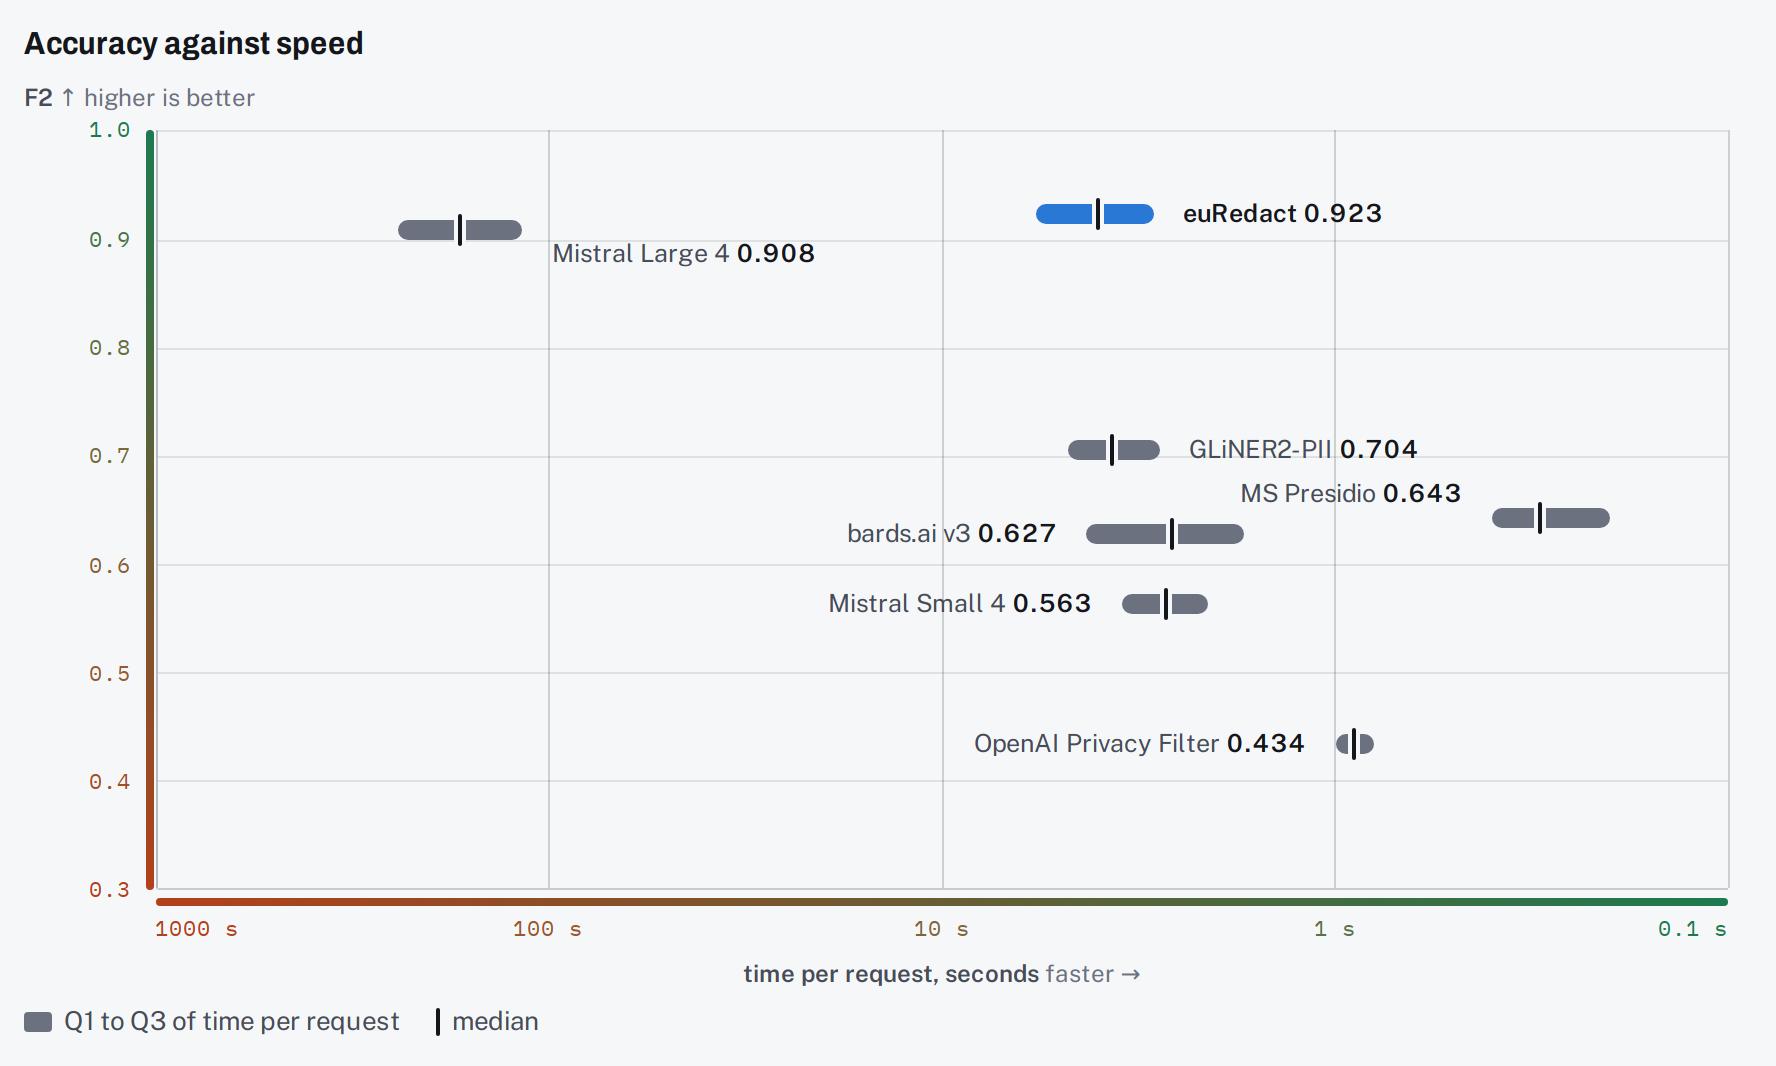 Accuracy against speed
F2 ↑ higher is better
1.0
0.9
0.8
0.7
0.6
0.5
0.4
0.3
euRedact 0.923
Mistral Large 4 0.908
GLiNER2-PII 0.704
MS Presidio 0.643
bards.ai v3 0.627
Mistral Small 4 0.563
OpenAI Privacy Filter 0.434
1000 s
100 s
10 s
1 s
0.1 s
time per request, seconds faster →
Q1 to Q3 of time per request
median